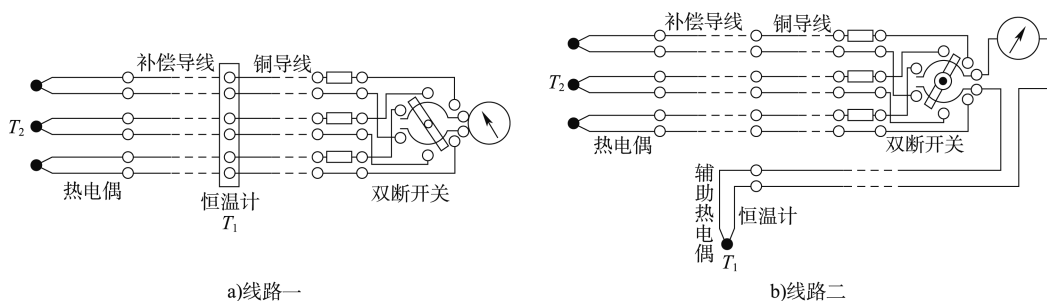 补偿导线
铜导线
T2
热电偶
恒温计
T1
双断开关
a)线路一
补偿导线
铜导线
T2
热电偶
双断开关
辅助热电偶
恒温计
T1
b)线路二